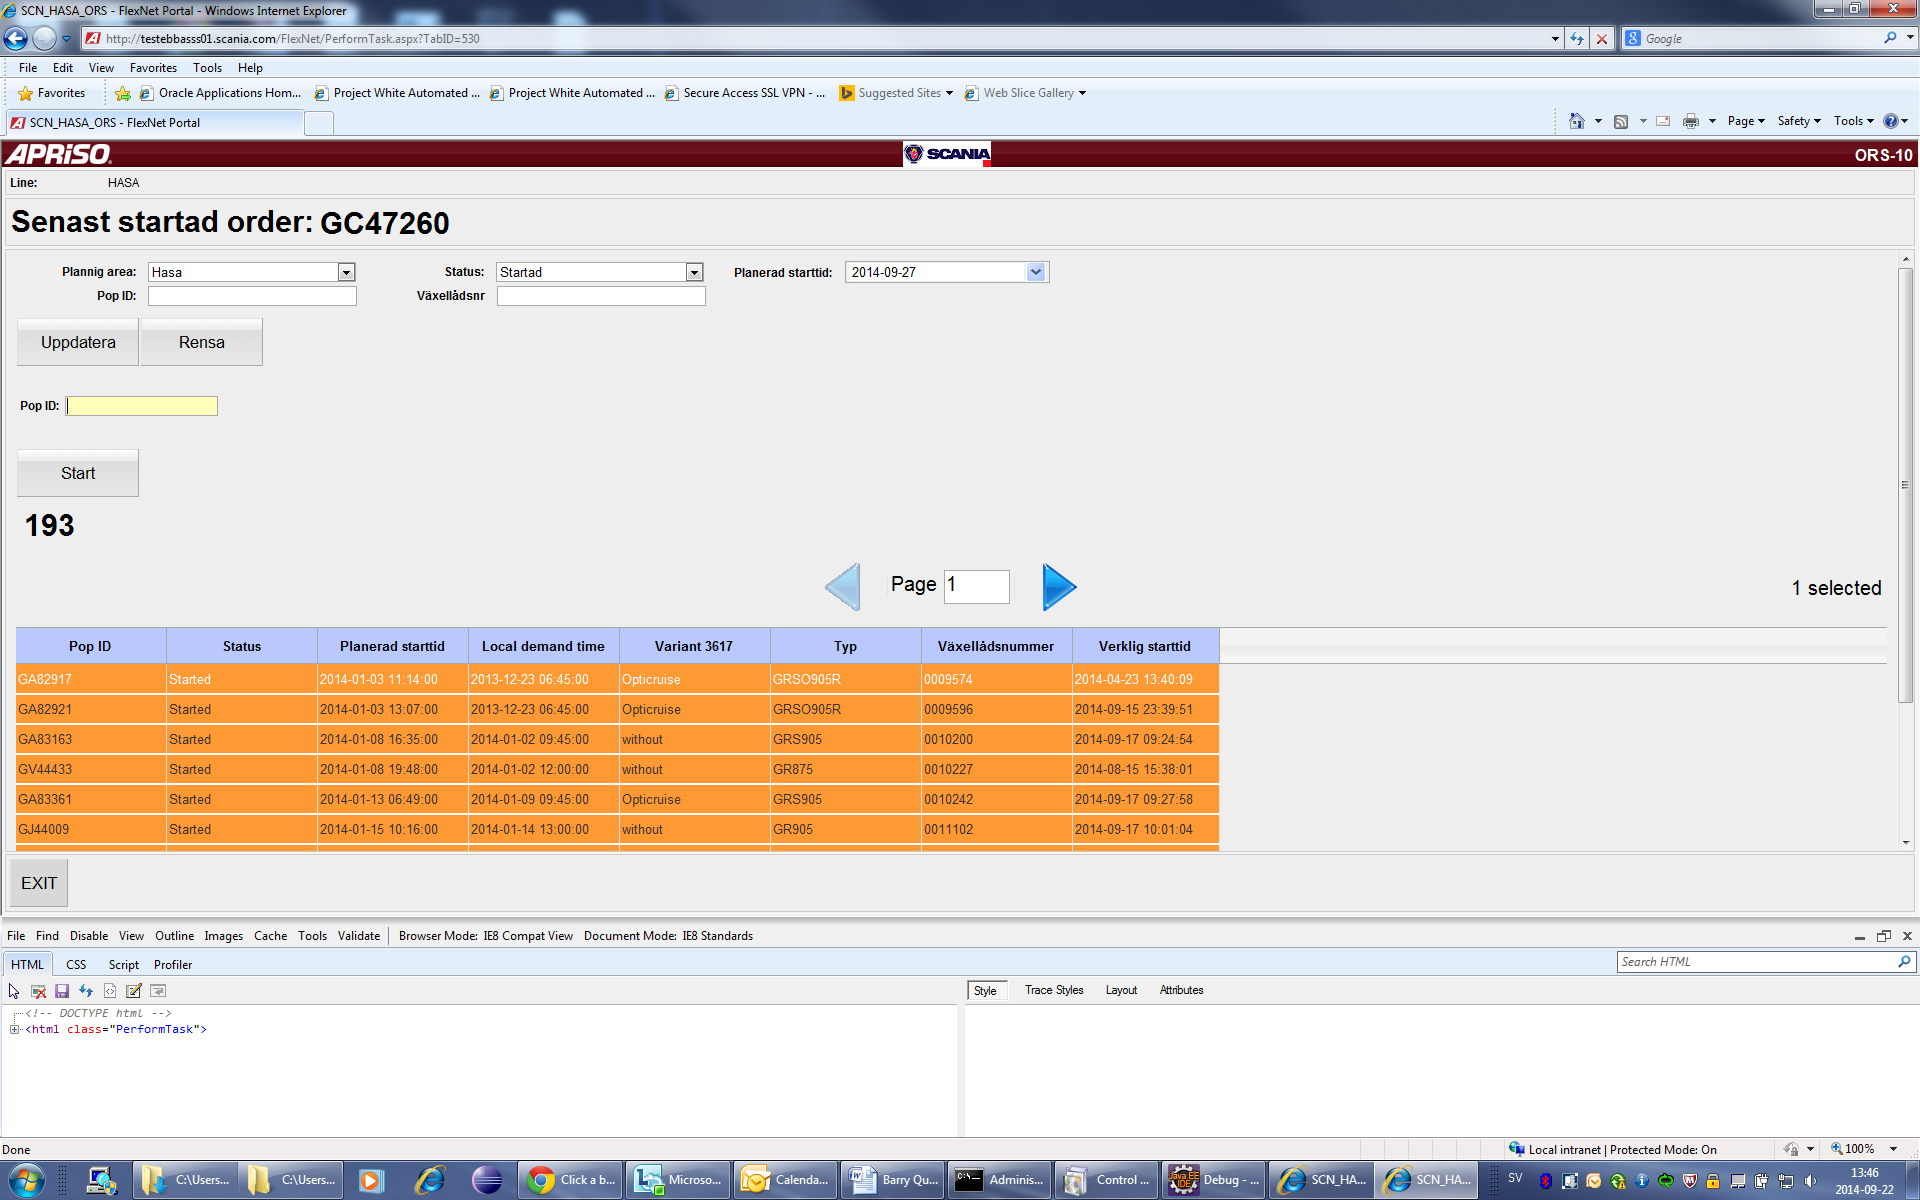 SCN_HASA_ORS - FlexNet Portal - Windows Internet Explorer
http://testebbasss01.scania.com/FlexNet/PerformTask.aspx?TabID=530
Google
File Edit View Favorites Tools Help
Favorites Oracle Applications Hom... Project White Automated ... Project White Automated ... Secure Access SSL VPN - ... Suggested Sites Web Slice Gallery
SCN_HASA_ORS - FlexNet Portal Page Safety Tools
APRISO SCANIA ORS-10
Line: HASA
Senast startad order: GC47260
Plannig area: Hasa Status: Startad Planerad starttid: 2014-09-27
Pop ID: Växellådsnr
Uppdatera Rensa
Pop ID:
Start
193
Page 1 1 selected
Pop ID Status Planerad starttid Local demand time Variant 3617 Typ Växellådsnummer Verklig starttid
GA82917 Started 2014-01-03 11:14:00 2013-12-23 06:45:00 Opticruise GRSO905R 0009574 2014-04-23 13:40:09
GA82921 Started 2014-01-03 13:07:00 2013-12-23 06:45:00 Opticruise GRSO905R 0009596 2014-09-15 23:39:51
GA83163 Started 2014-01-08 16:35:00 2014-01-02 09:45:00 without GRS905 0010200 2014-09-17 09:24:54
GV44433 Started 2014-01-08 19:48:00 2014-01-02 12:00:00 without GR875 0010227 2014-08-15 15:38:01
GA83361 Started 2014-01-13 06:49:00 2014-01-09 09:45:00 Opticruise GRS905 0010242 2014-09-17 09:27:58
GJ44009 Started 2014-01-15 10:16:00 2014-01-14 13:00:00 without GR905 0011102 2014-09-17 10:01:04
EXIT
File Find Disable View Outline Images Cache Tools Validate Browser Mode: IE8 Compat View Document Mode: IE8 Standards
HTML CSS Script Profiler Search HTML
Style Trace Styles Layout Attributes
<!-- DOCTYPE html -->
<html class="PerformTask">
Done Local intranet | Protected Mode: On 100%
C:\Users... C:\Users... Click a b... Microso... Calenda... Barry Qu... Adminis... Control ... Debug - ... SCN_HA... SCN_HA... SV 13:46
2014-09-22